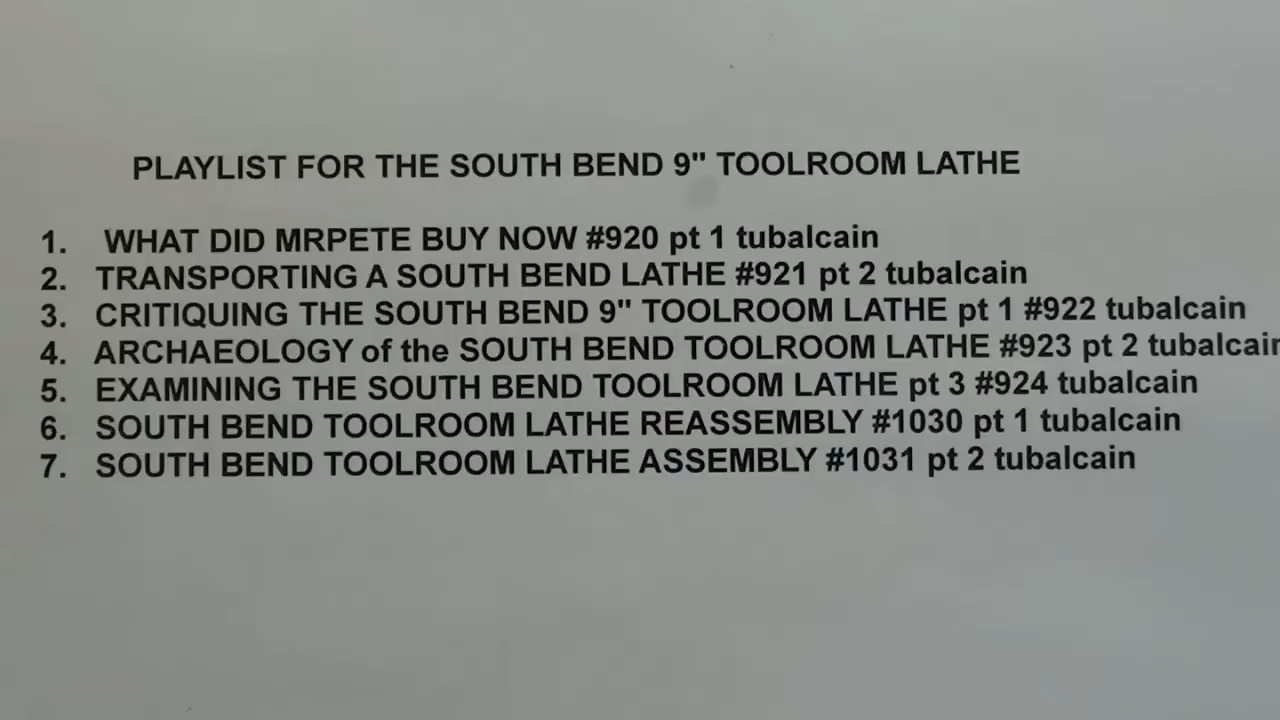 PLAYLIST FOR THE SOUTH BEND 9" TOOLROOM LATHE
1. WHAT DID MRPETE BUY NOW #920 pt 1 tubalcain
2. TRANSPORTING A SOUTH BEND LATHE #921 pt 2 tubalcain
3. CRITIQUING THE SOUTH BEND 9" TOOLROOM LATHE pt 1 #922 tubalcain
4. ARCHAEOLOGY of the SOUTH BEND TOOLROOM LATHE #923 pt 2 tubalcain
5. EXAMINING THE SOUTH BEND TOOLROOM LATHE pt 3 #924 tubalcain
6. SOUTH BEND TOOLROOM LATHE REASSEMBLY #1030 pt 1 tubalcain
7. SOUTH BEND TOOLROOM LATHE ASSEMBLY #1031 pt 2 tubalcain